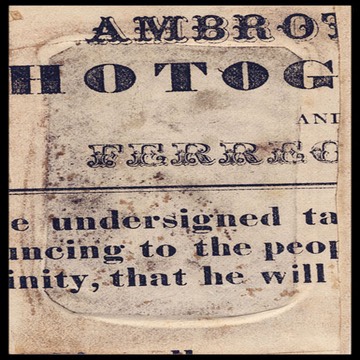 AMBRO
HOTOG
AND
FERREO
e undersigned ta
uncing to the peop
inity, that he will